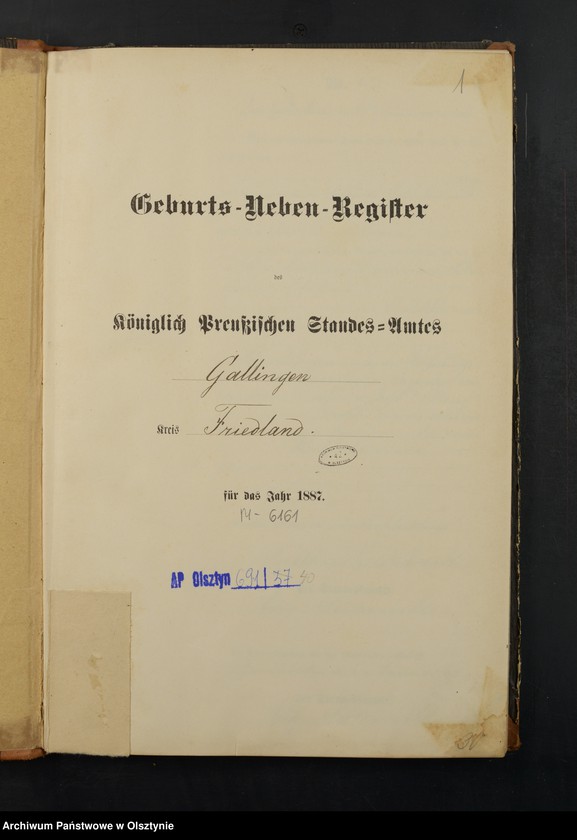 1
Geburts-Neben-Register
des
Königlich Preußischen Standes=Amtes
Gallingen
Kreis Friedland.
für das Jahr 1887.
M- 6161
AP Olsztyn 691/37 40
Archiwum Państwowe w Olsztynie